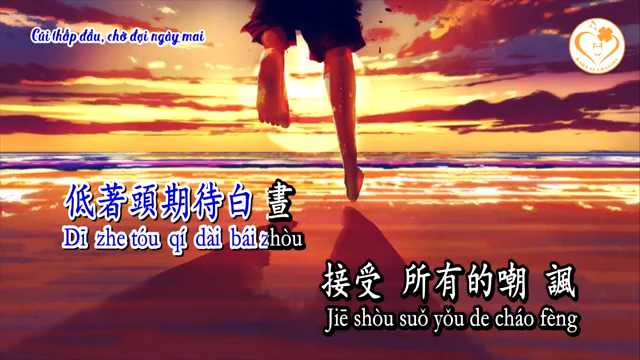 Cúi thấp đầu, chờ đợi ngày mai
低著頭期待白晝
Dī zhe tóu qí dài bái zhòu
接受 所有的嘲 諷
Jiē shòu suǒ yǒu de cháo fèng